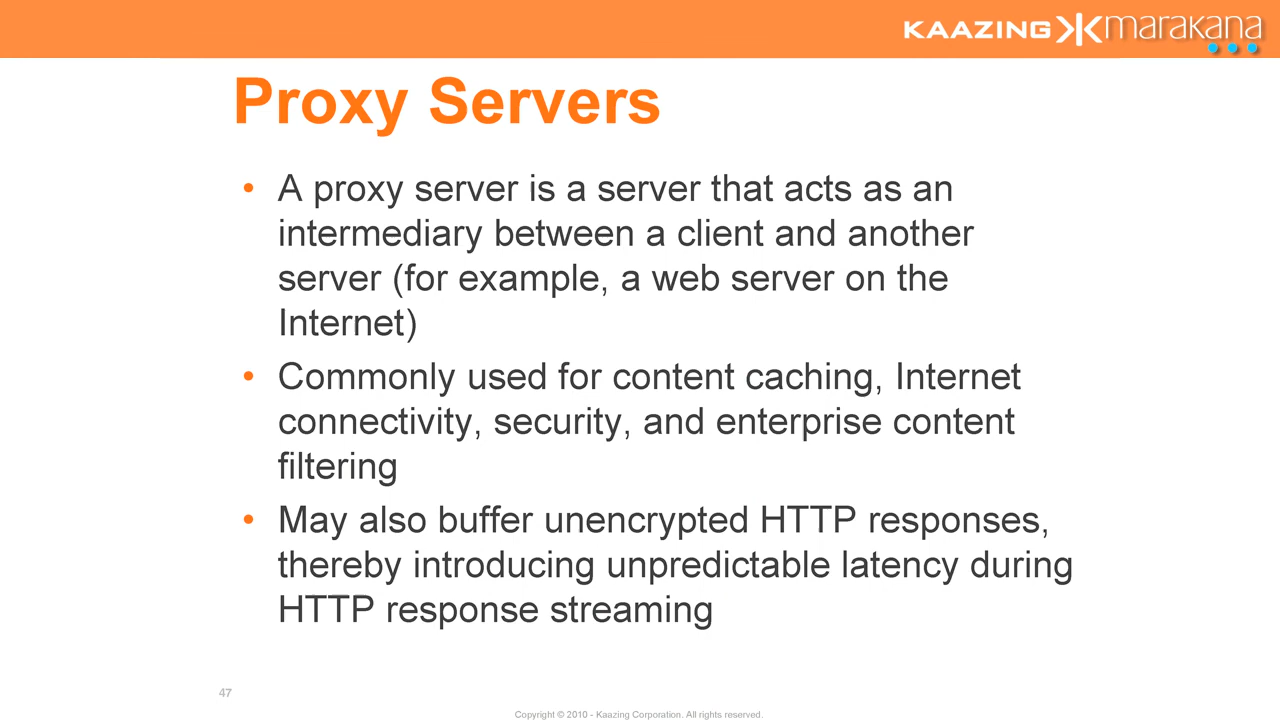 KAAZING marakana
Proxy Servers
• A proxy server is a server that acts as an
intermediary between a client and another
server (for example, a web server on the
Internet)
• Commonly used for content caching, Internet
connectivity, security, and enterprise content
filtering
• May also buffer unencrypted HTTP responses,
thereby introducing unpredictable latency during
HTTP response streaming
47
Copyright © 2010 - Kaazing Corporation. All rights reserved.